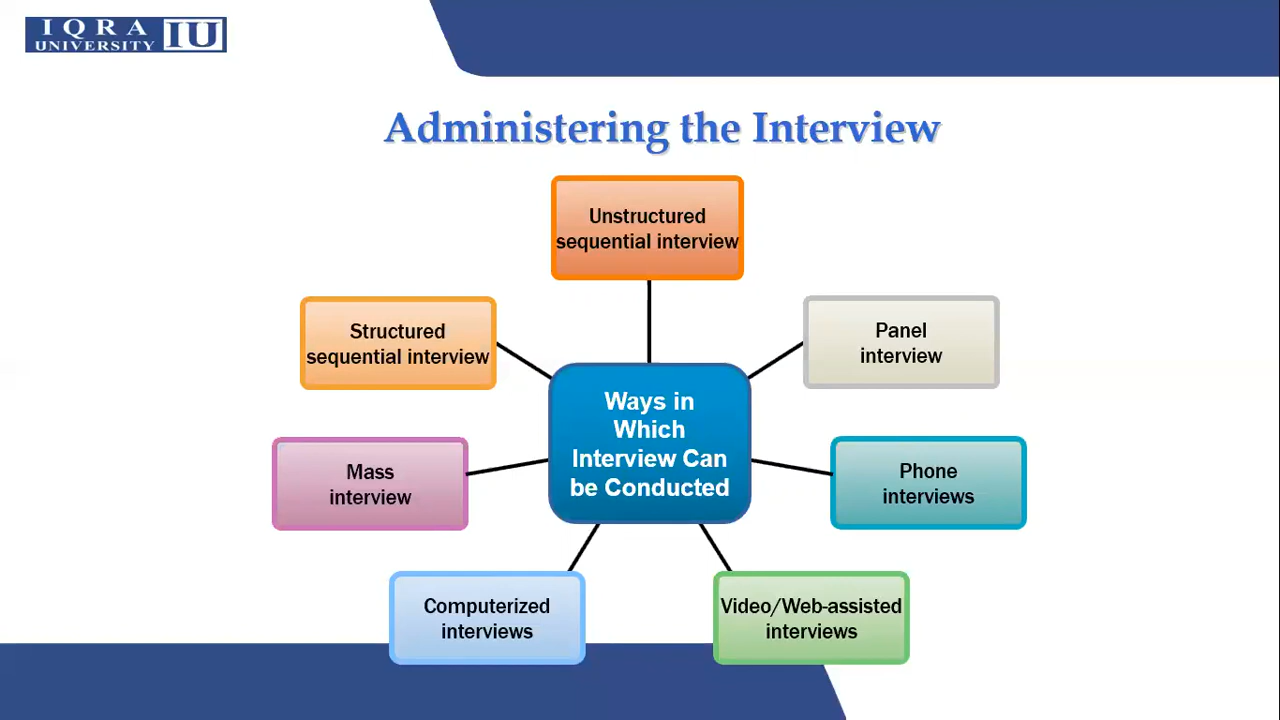 IQRA
UNIVERSITY IU
Administering the Interview
Unstructured
sequential interview
Structured
sequential interview
Panel
interview
Ways in
Which
Interview Can
be Conducted
Mass
interview
Phone
interviews
Computerized
interviews
Video/Web-assisted
interviews